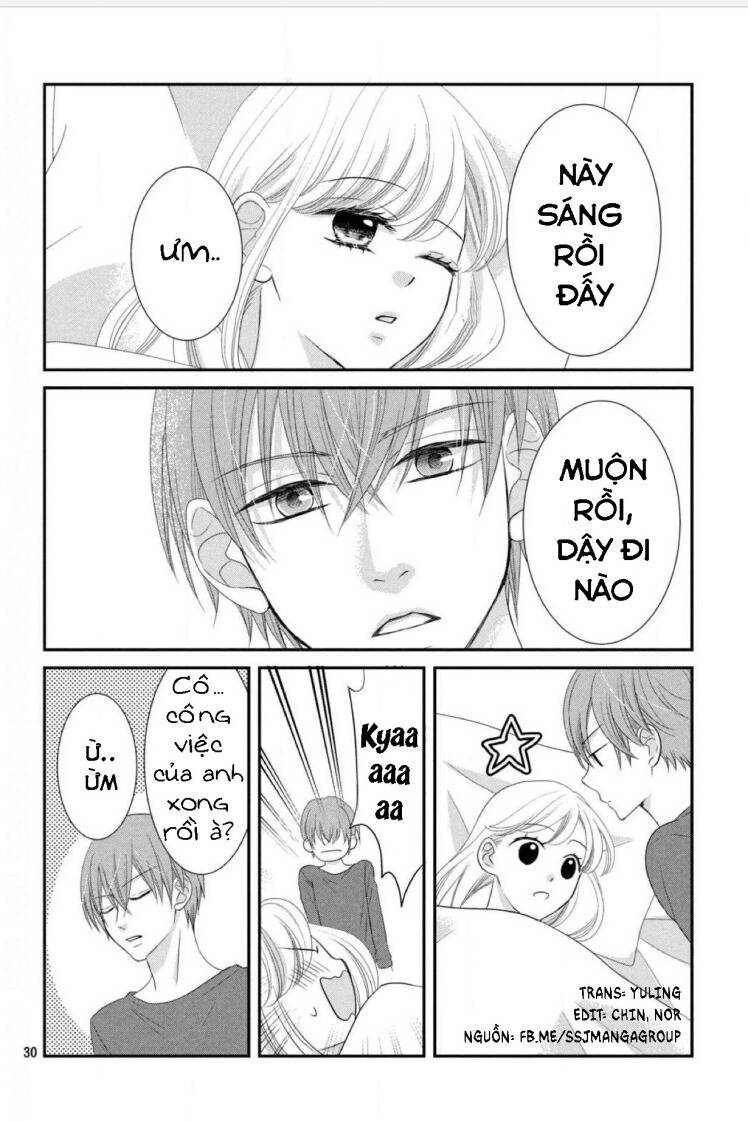 NÀY
SÁNG
RỒI
ĐẤY
ƯM..
MUỘN
RỒI,
DẬY ĐI
NÀO
Kyaa
aaa
aa
Cô...
công
việc
của anh
xong
rồi à?
Ừ..
ỪM
TRANS: YULING
EDIT: CHIN, NOR
NGUỒN: FB.ME/SSJMANGAGROUP
30